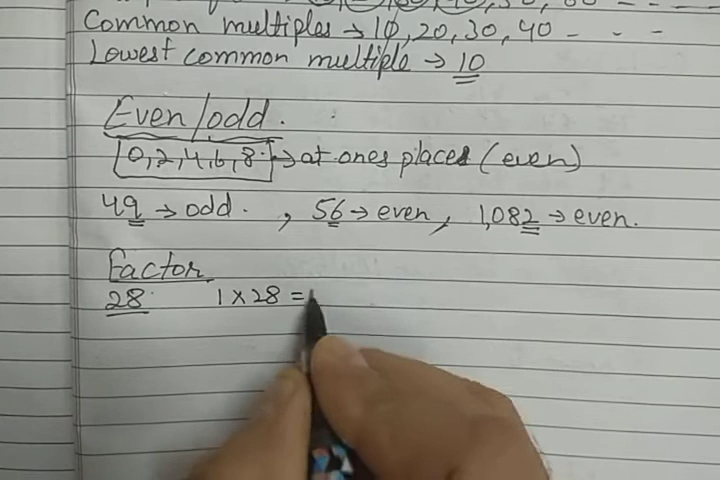 Common multiples → 10, 20, 30, 40 - - -
Lowest common multiple → 10
Even/odd.
0,2,4,6,8 → at ones places (even)
49 → odd. , 56 → even, 1,082 → even.
Factor
28 1 × 28 =